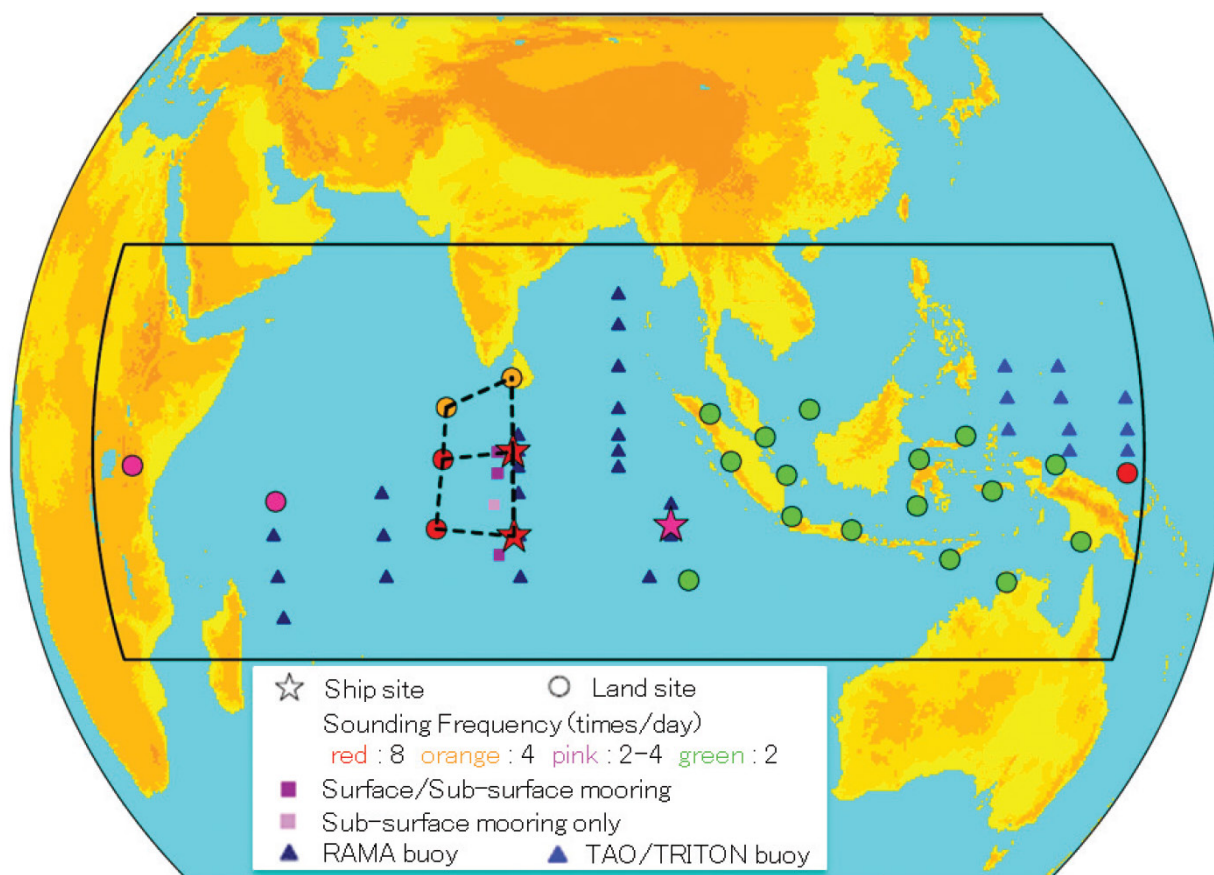 Ship site Land site
Sounding Frequency (times/day)
red : 8 orange : 4 pink : 2-4 green : 2
Surface/Sub-surface mooring
Sub-surface mooring only
RAMA buoy TAO/TRITON buoy